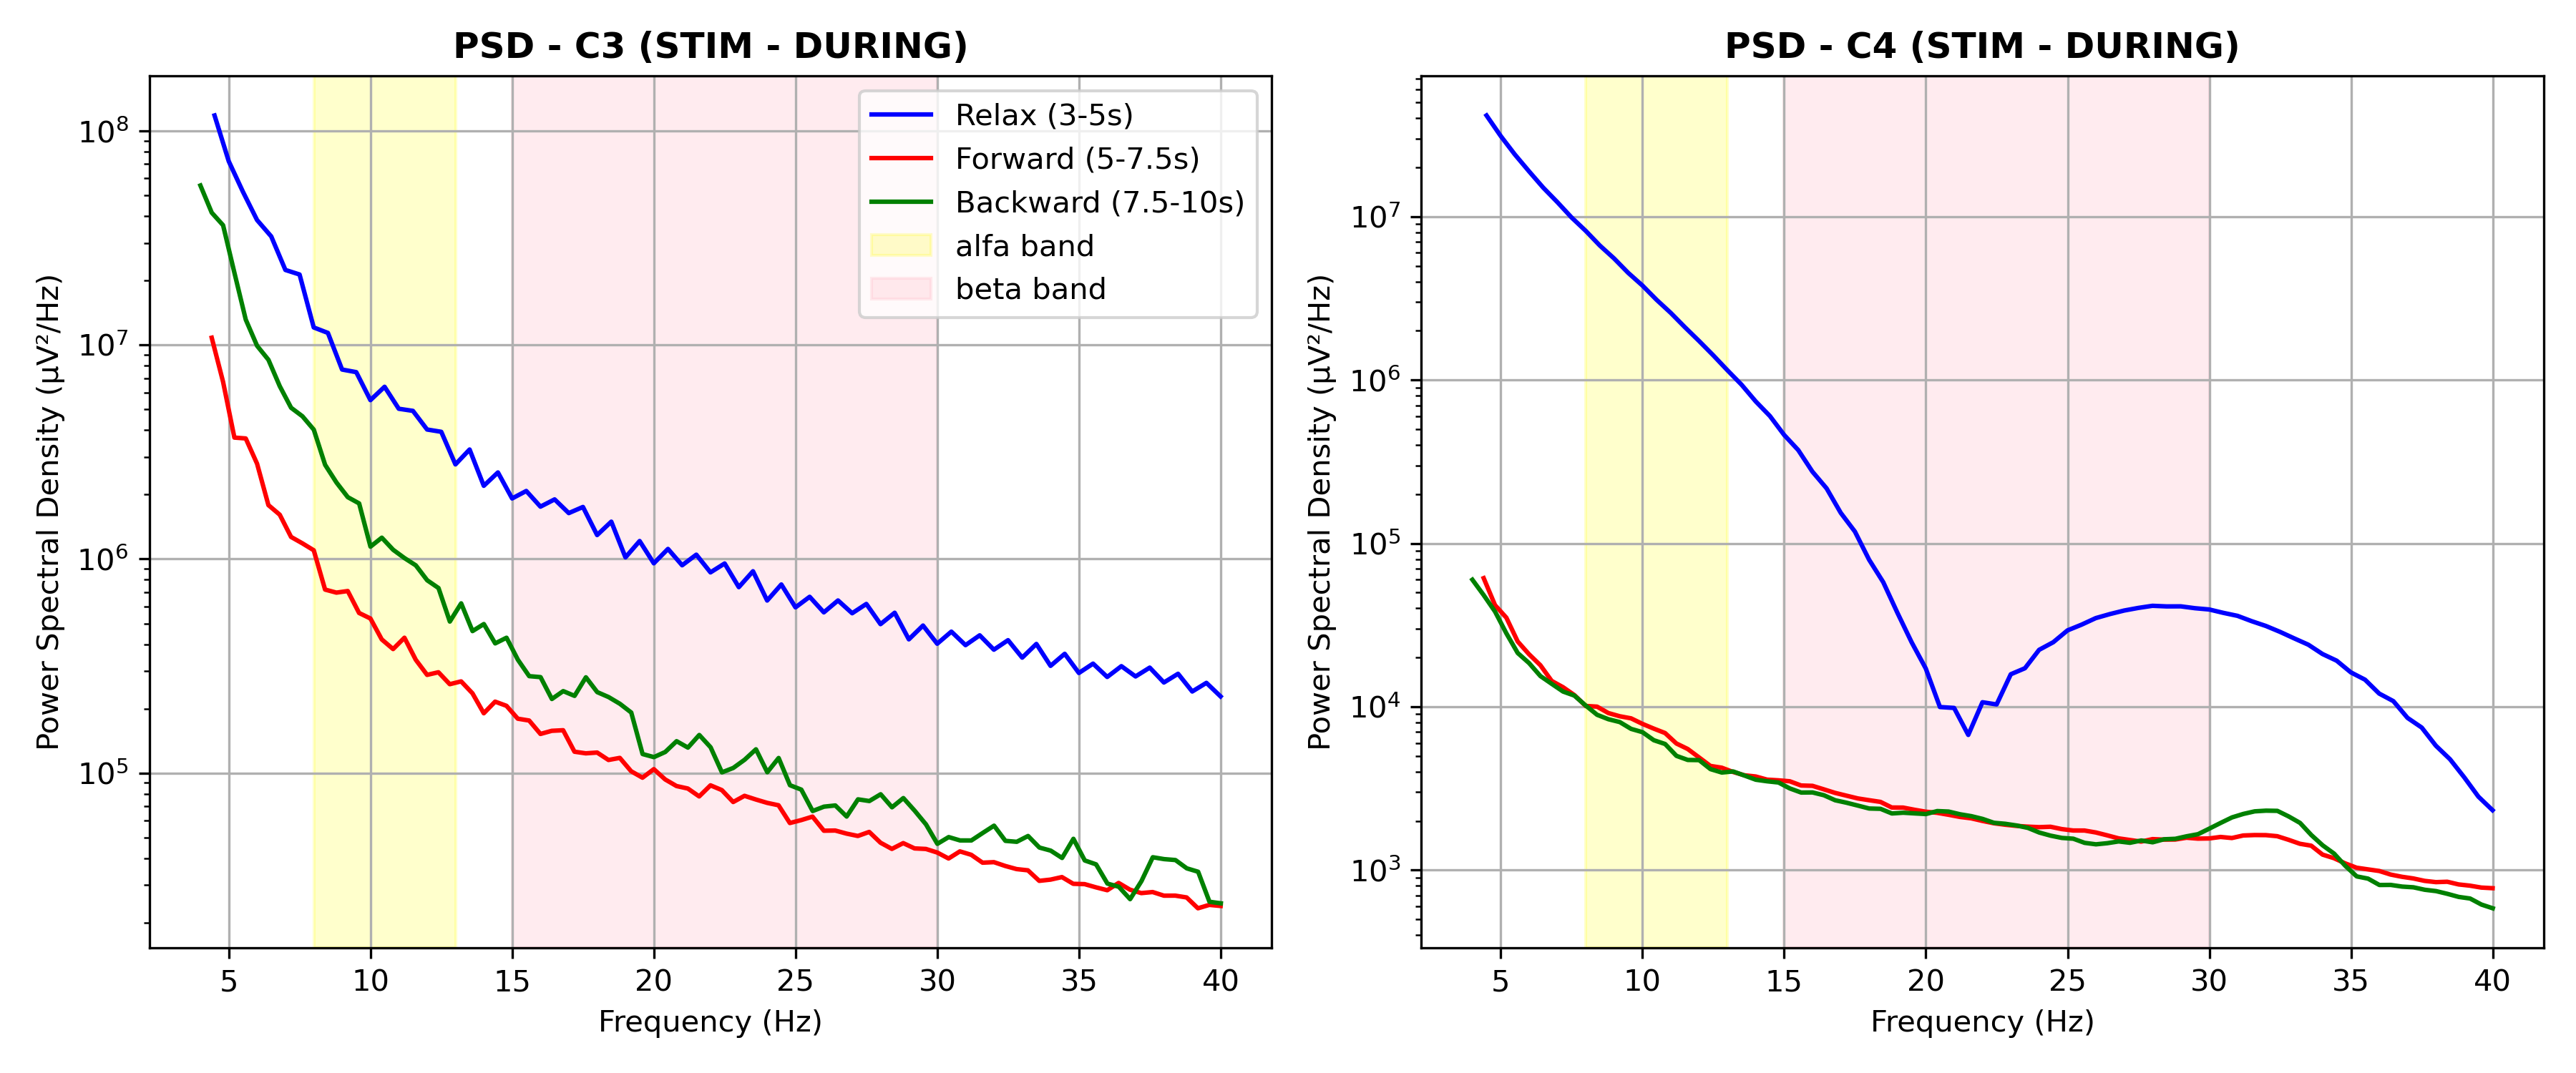 PSD - C3 (STIM - DURING)
Power Spectral Density (µV²/Hz)
10⁸
10⁷
10⁶
10⁵
5 10 15 20 25 30 35 40
Frequency (Hz)
Relax (3-5s)
Forward (5-7.5s)
Backward (7.5-10s)
alfa band
beta band
PSD - C4 (STIM - DURING)
Power Spectral Density (µV²/Hz)
10⁷
10⁶
10⁵
10⁴
10³
5 10 15 20 25 30 35 40
Frequency (Hz)